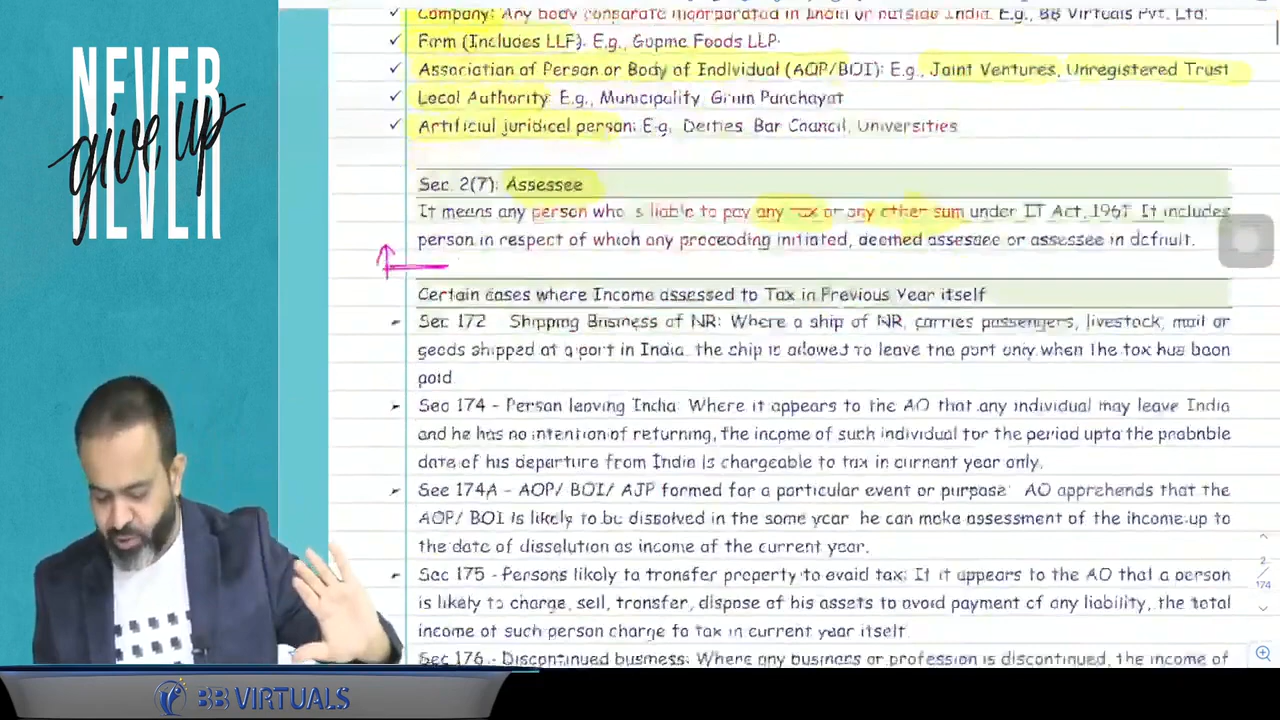 NEVER
give up
NEVER
Company: Any body corporate incorporated in India or outside India. E.g., BB Virtuals Pvt. Ltd.
✓ Firm (Includes LLF). E.g., Gupme Foods LLP
✓ Association of Person or Body of Individual (AOP/BOI): E.g., Joint Ventures, Unregistered Trust
✓ Local Authority: E.g., Municipality, Gram Panchayat
✓ Artificial juridical person: E.g., Deities, Bar Council, Universities
Sec. 2(7): Assessee
It means any person who is liable to pay any tax or any other sum under IT Act, 1961. It includes
person in respect of which any proceeding initiated, deemed assessee or assessee in default.
Certain cases where Income assessed to Tax in Previous Year itself
Sec 172 Shipping Business of NR: Where a ship of NR, carries passengers, livestock, mail or
goods shipped at a port in India, the ship is allowed to leave the port only when the tax has been
paid.
Sec 174 - Person leaving India: Where it appears to the AO that any individual may leave India
and he has no intention of returning, the income of such individual for the period upto the probable
date of his departure from India is chargeable to tax in current year only.
Sec 174A - AOP/ BOI/ AJP formed for a particular event or purpose: AO apprehends that the
AOP/ BOI is likely to be dissolved in the same year he can make assessment of the income up to
the date of dissolution as income of the current year.
Sec 175 - Persons likely to transfer property to avoid tax: If it appears to the AO that a person
is likely to charge, sell, transfer, dispose of his assets to avoid payment of any liability, the total
income of such person charge to tax in current year itself.
Sec 176 - Discontinued business: Where any business or profession is discontinued, the income of
2
174
BB VIRTUALS